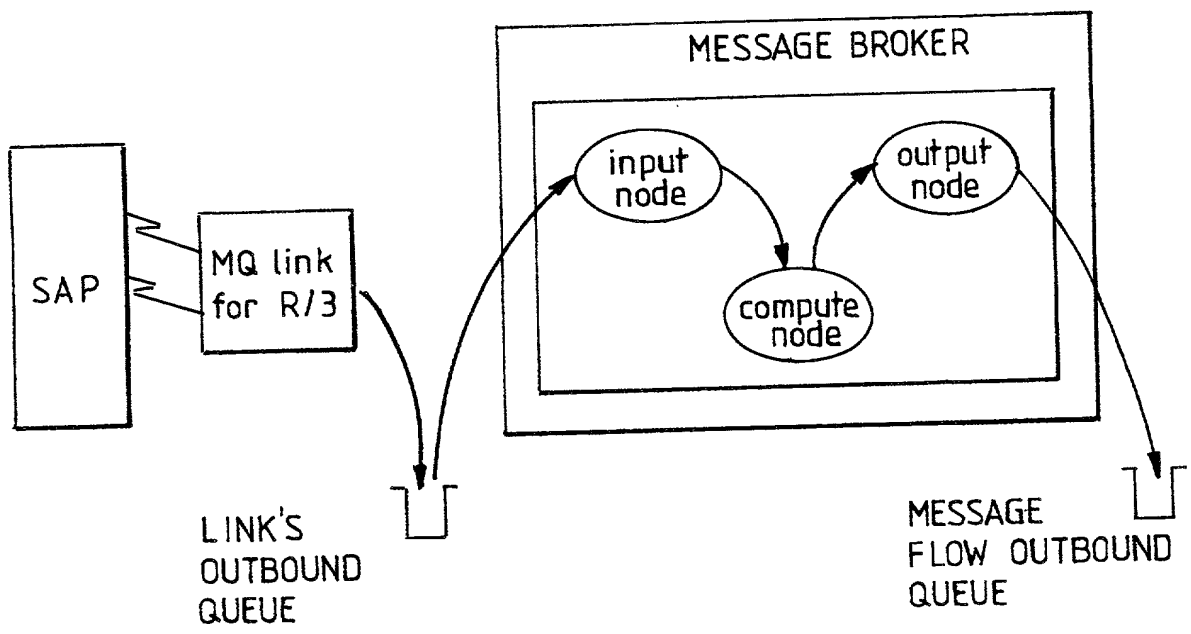 MESSAGE BROKER
input
node
output
node
compute
node
SAP
MQ link
for R/3
LINK'S
OUTBOUND
QUEUE
MESSAGE
FLOW OUTBOUND
QUEUE